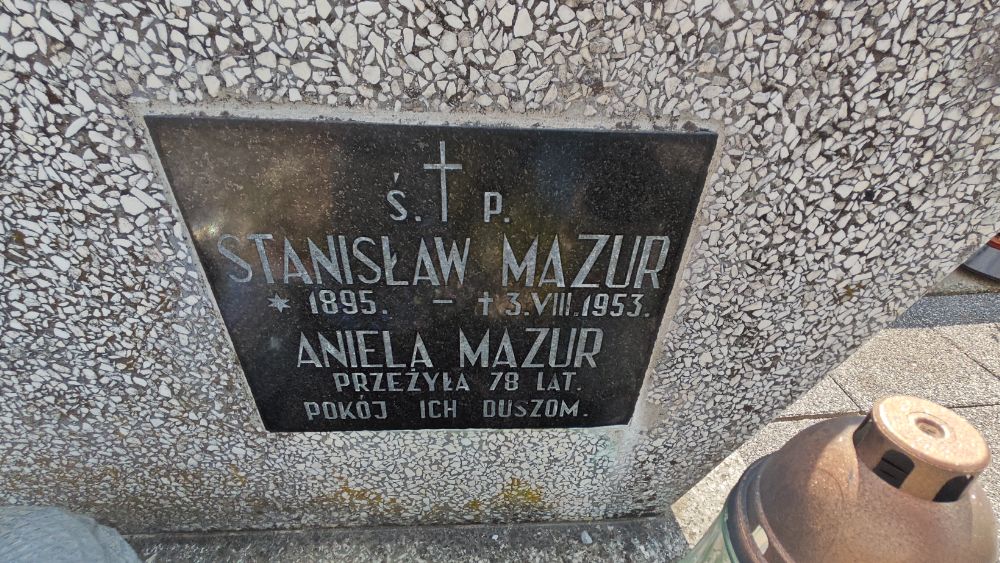 Ś. P.
STANISŁAW MAZUR
* 1895. - † 3.VIII.1953.
ANIELA MAZUR
PRZEŻYŁA 78 LAT.
POKÓJ ICH DUSZOM.